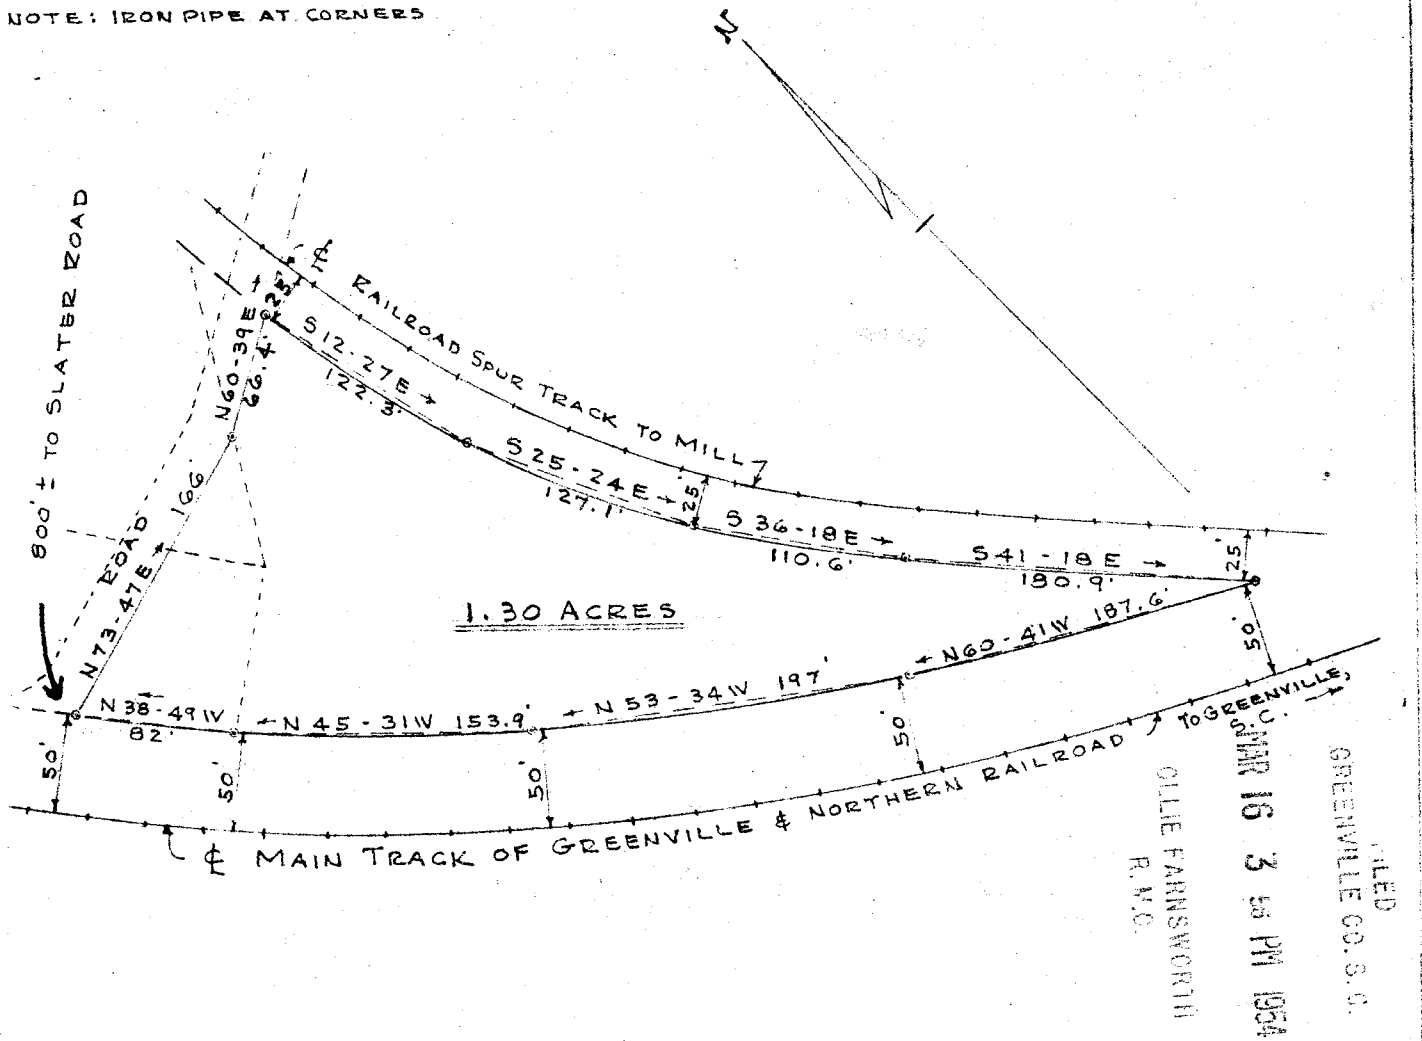 NOTE: IRON PIPE AT CORNERS
N
800' ± TO SLATER ROAD
ROAD
N60-39E
66.4'
25'
℄
RAILROAD SPUR TRACK TO MILL
S12-27E
122.3'
S25-24E
127.1'
25'
S36-18E
110.6'
S41-18E
180.9'
25'
N73-47E 166'
1.30 ACRES
N38-49W
82'
N45-31W 153.9'
N53-34W 197'
N60-41W 187.6'
50'
50'
50'
50'
50'
℄ MAIN TRACK OF GREENVILLE & NORTHERN RAILROAD
TO GREENVILLE,
S.C.
FILED
GREENVILLE CO. S. C.
MAR 16 3 56 PM 1954
OLLIE FARNSWORTH
R.M.C.